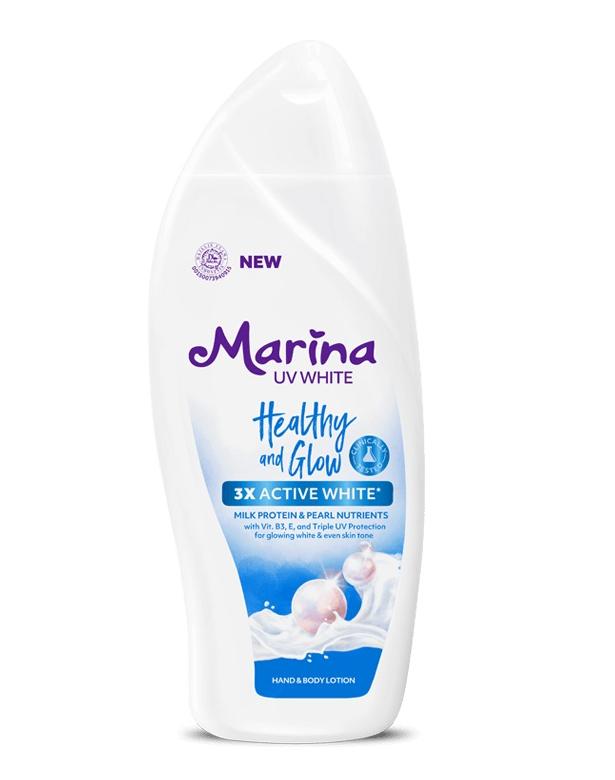 NEW
00150073940915
Marina
UV WHITE
Healthy
and Glow
CLINICALLY
TESTED
3X ACTIVE WHITE*
MILK PROTEIN & PEARL NUTRIENTS
with Vit. B3, E, and Triple UV Protection
for glowing white & even skin tone
HAND & BODY LOTION